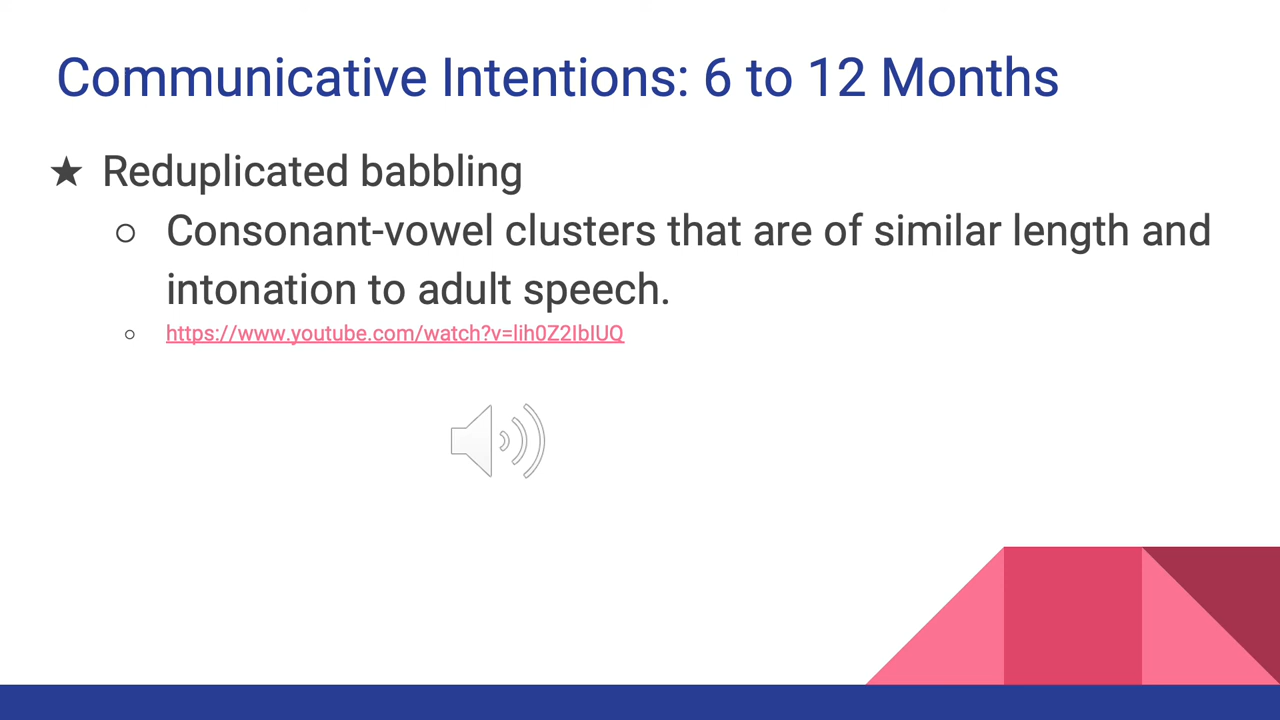 Communicative Intentions: 6 to 12 Months
★ Reduplicated babbling
○ Consonant-vowel clusters that are of similar length and
intonation to adult speech.
○ https://www.youtube.com/watch?v=lih0Z2IbIUQ